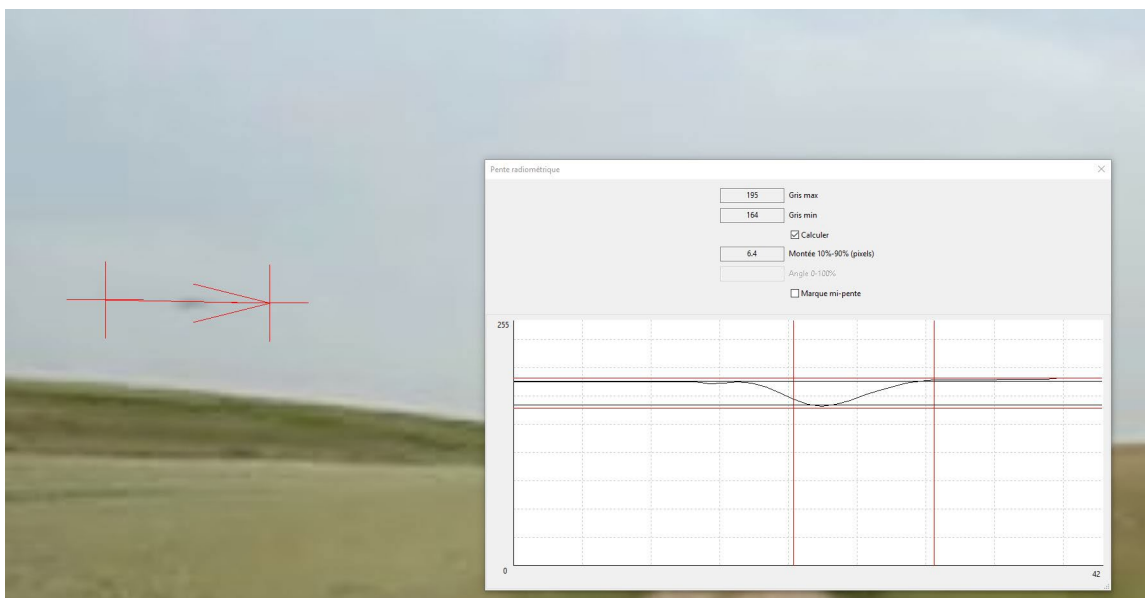 Pente radiométrique
195 Gris max
164 Gris min
Calculer
6.4 Montée 10%-90% (pixels)
Angle 0-100%
Marque mi-pente
255
0
42